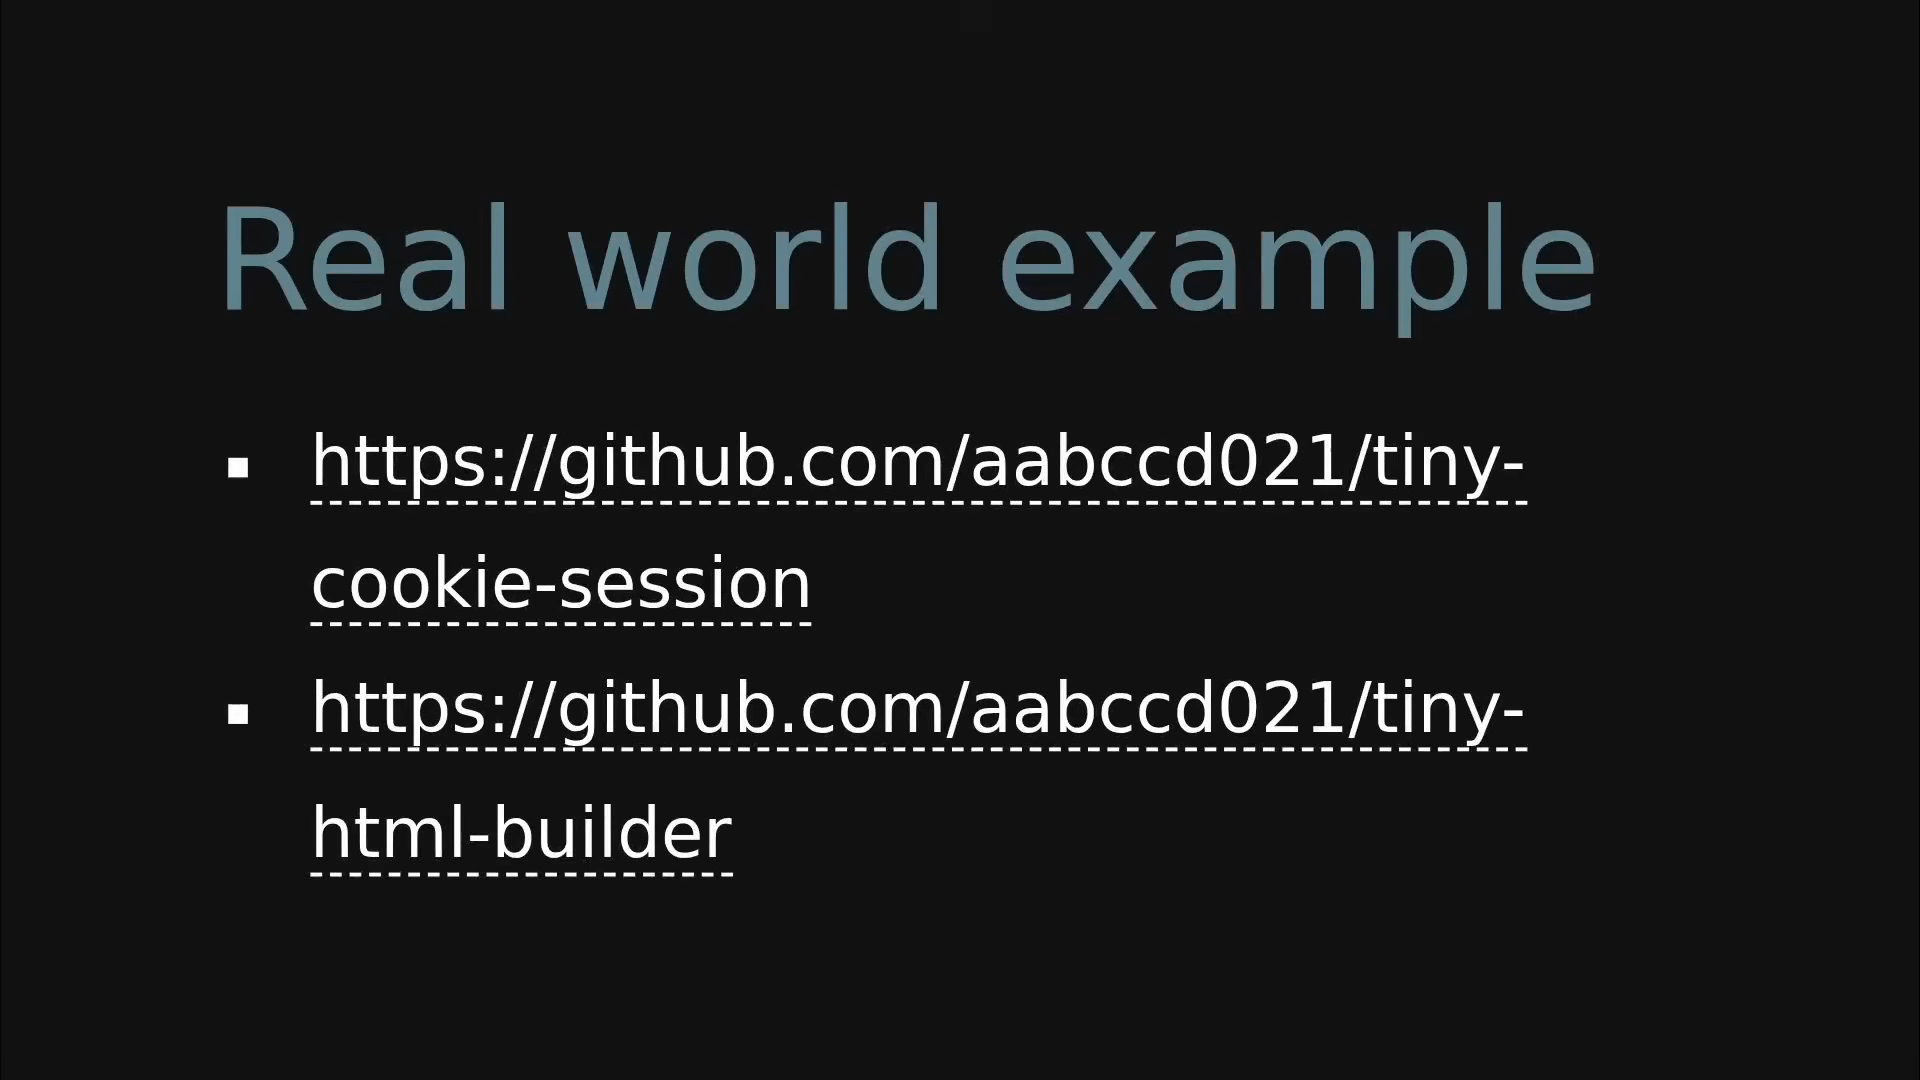 Real world example
https://github.com/aabccd021/tiny-
cookie-session
https://github.com/aabccd021/tiny-
html-builder